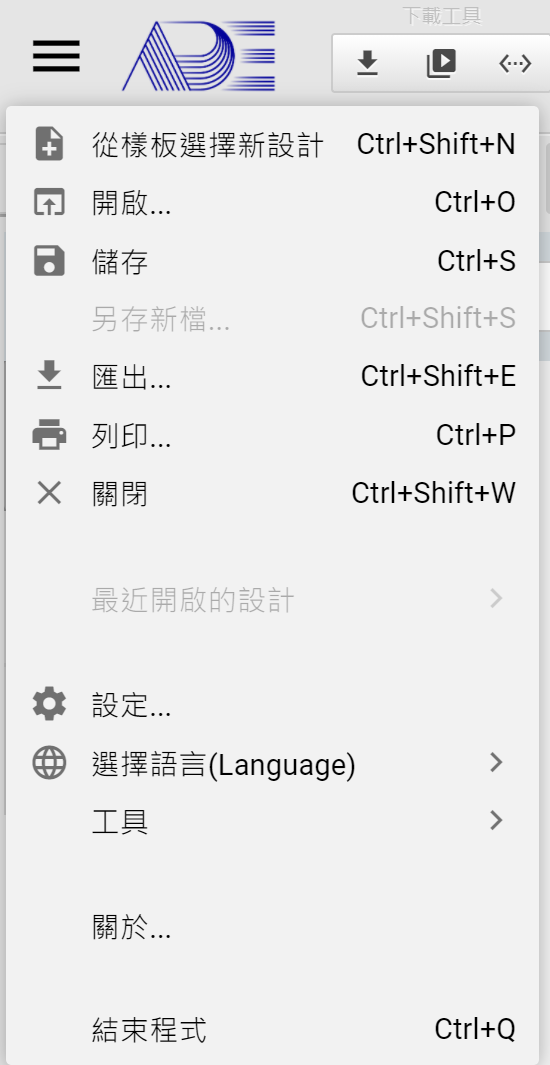 下載工具
APE
從樣板選擇新設計 Ctrl+Shift+N
開啟... Ctrl+O
儲存 Ctrl+S
另存新檔... Ctrl+Shift+S
匯出... Ctrl+Shift+E
列印... Ctrl+P
關閉 Ctrl+Shift+W
最近開啟的設計
設定...
選擇語言(Language)
工具
關於...
結束程式 Ctrl+Q